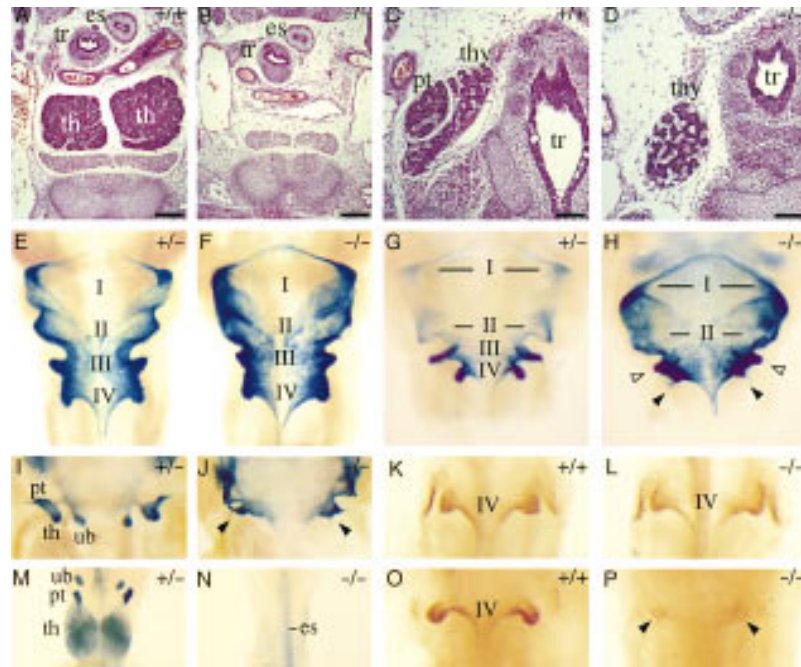 A +/+
es
tr
th th
B -/-
es
tr
C +/+
thy
pt
tr
D -/-
thy
tr
E +/-
I
II
III
IV
F -/-
I
II
III
IV
G +/-
I
II
III
IV
H -/-
I
II
I +/-
pt
th ub
J -/-
K +/+
IV
L -/-
IV
M +/-
ub
pt
th
N -/-
es
O +/+
IV
P -/-